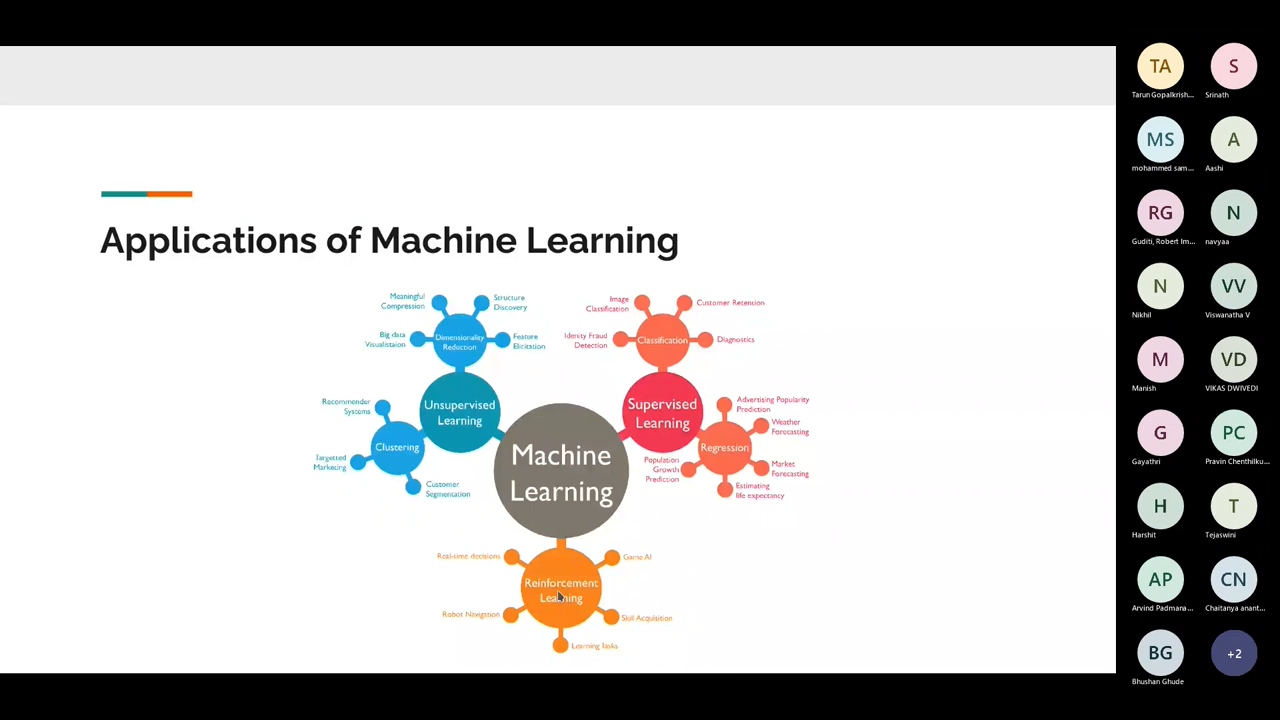 Applications of Machine Learning
Meaningful
Compression
Structure
Discovery
Big data
Visualistaion
Dimensionality
Reduction
Feature
Elicitation
Unsupervised
Learning
Recommender
Systems
Clustering
Targetted
Marketing
Customer
Segmentation
Machine
Learning
Image
Classification
Customer Retention
Idenity Fraud
Detection
Classification
Diagnostics
Supervised
Learning
Advertising Popularity
Prediction
Weather
Forecasting
Regression
Population
Growth
Prediction
Market
Forecasting
Estimating
life expectancy
Real-time decisions
Game AI
Reinforcement
Learning
Robot Navigation
Skill Acquisition
Learning Tasks
TA
Tarun Gopalkrish...
S
Srinath
MS
mohammed sam...
A
Aashi
RG
Guditi, Robert Im...
N
navyaa
N
Nikhil
VV
Viswanatha V
M
Manish
VD
VIKAS DWIVEDI
G
Gayathri
PC
Pravin Chenthilku...
H
Harshit
T
Tejaswini
AP
Arvind Padmana...
CN
Chaitanya anant...
BG
Bhushan Ghude
+2